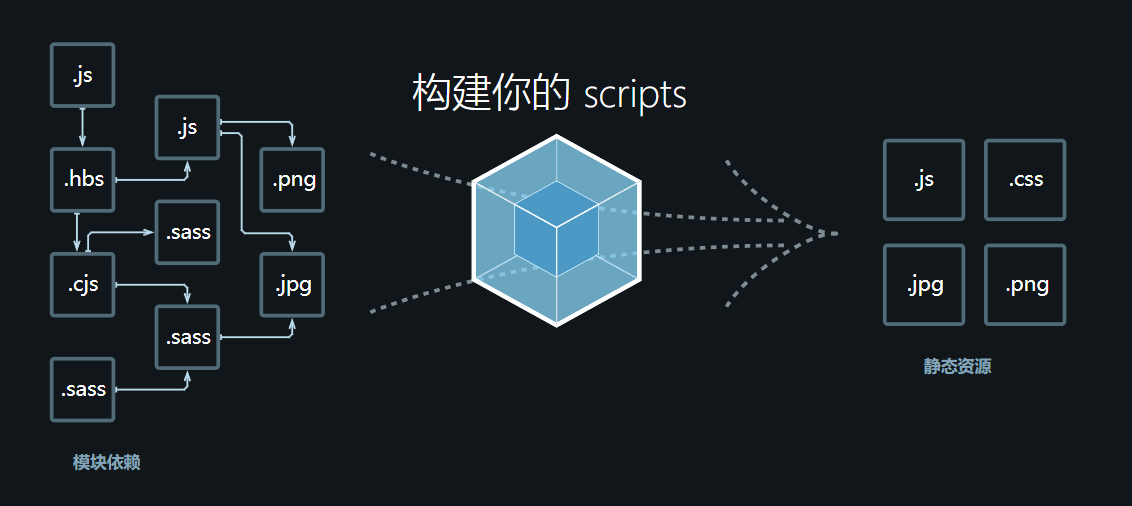 构建你的 scripts
.js
.js
.hbs
.png
.sass
.cjs
.jpg
.sass
.sass
模块依赖
.js
.css
.jpg
.png
静态资源